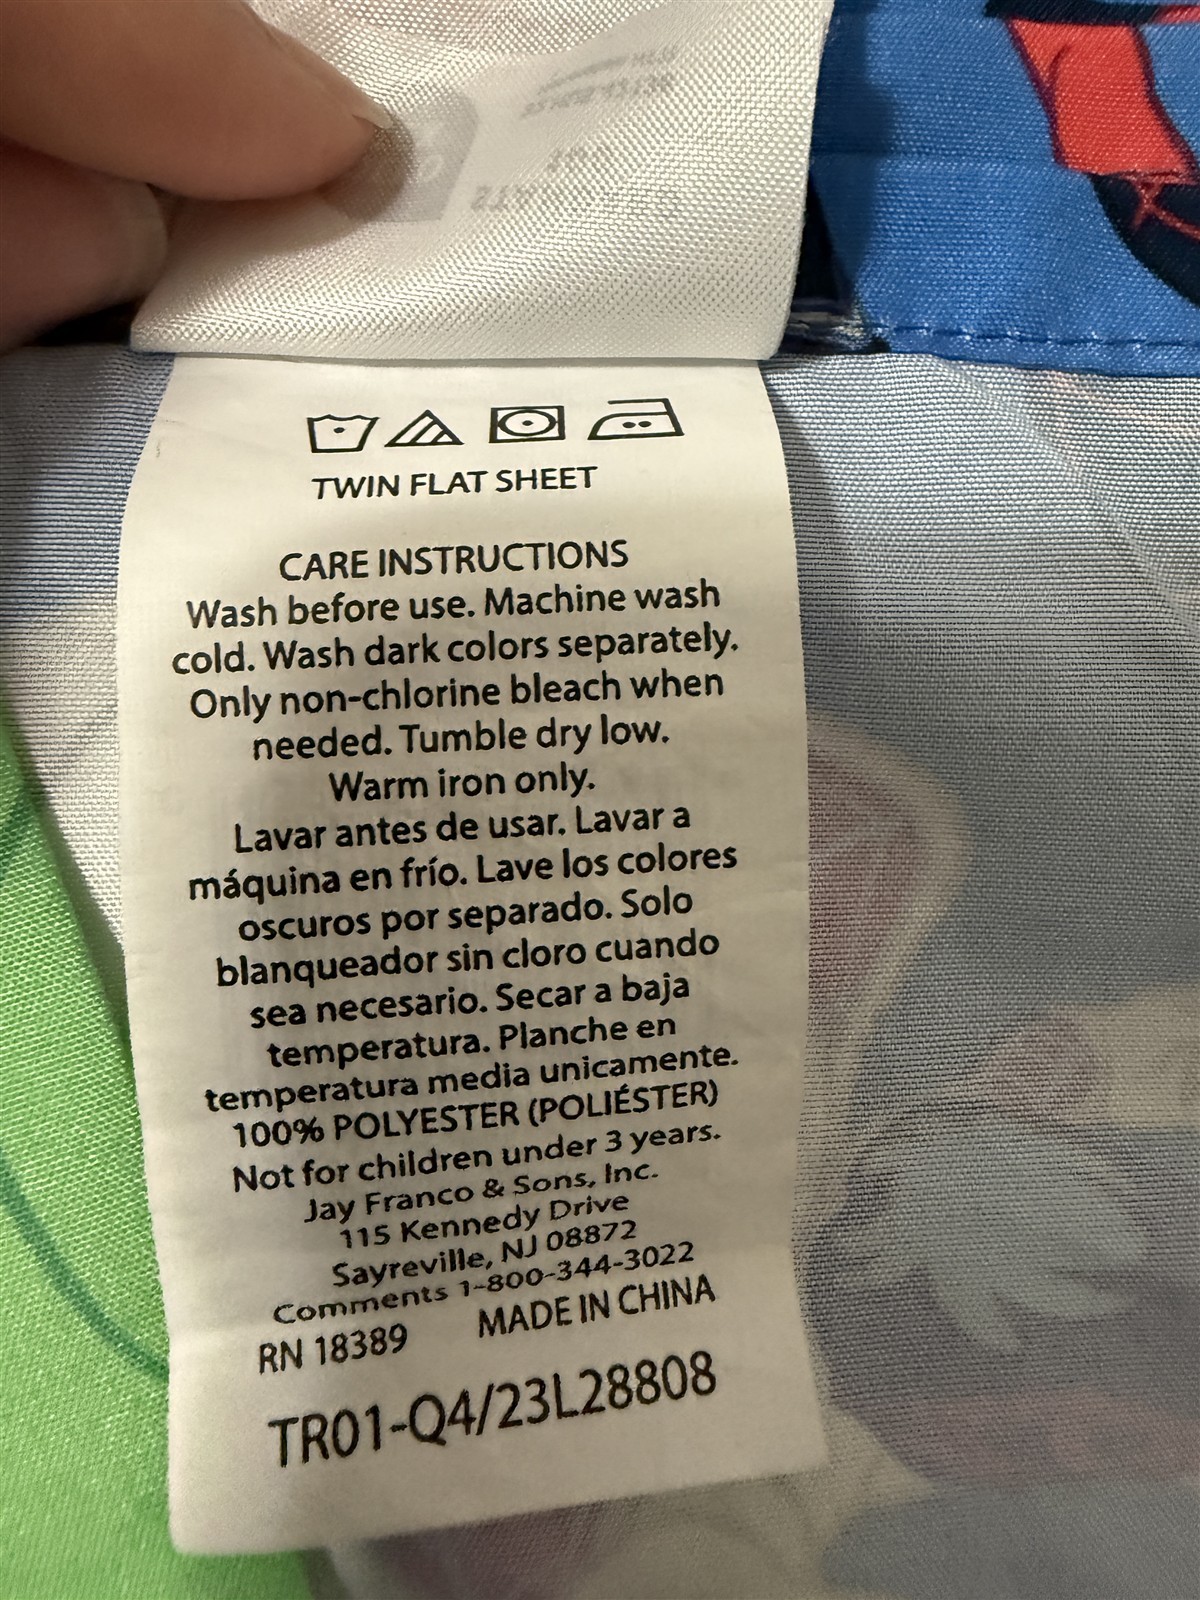 TWIN FLAT SHEET
CARE INSTRUCTIONS
Wash before use. Machine wash
cold. Wash dark colors separately.
Only non-chlorine bleach when
needed. Tumble dry low.
Warm iron only.
Lavar antes de usar. Lavar a
máquina en frío. Lave los colores
oscuros por separado. Solo
blanqueador sin cloro cuando
sea necesario. Secar a baja
temperatura. Planche en
temperatura media unicamente.
100% POLYESTER (POLIÉSTER)
Not for children under 3 years.
Jay Franco & Sons, Inc.
115 Kennedy Drive
Sayreville, NJ 08872
Comments 1-800-344-3022
RN 18389 MADE IN CHINA
TR01-Q4/23L28808